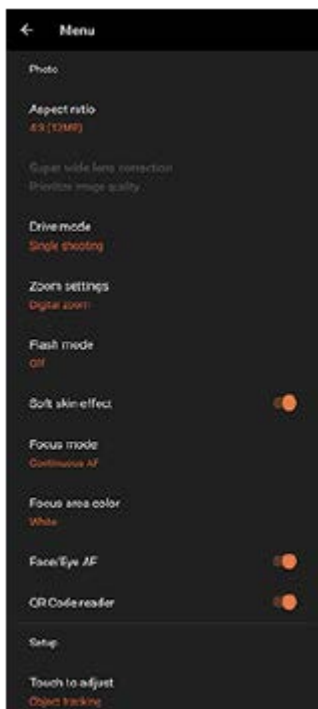 Menu
Photo
Aspect ratio
4:3 (12MP)
Super wide lens correction
Prioritize image quality
Drive mode
Single shooting
Zoom settings
Digital zoom
Flash mode
Off
Soft skin effect
Focus mode
Continuous AF
Focus area color
White
Face/Eye AF
QR Code reader
Setup
Touch to adjust
Object tracking